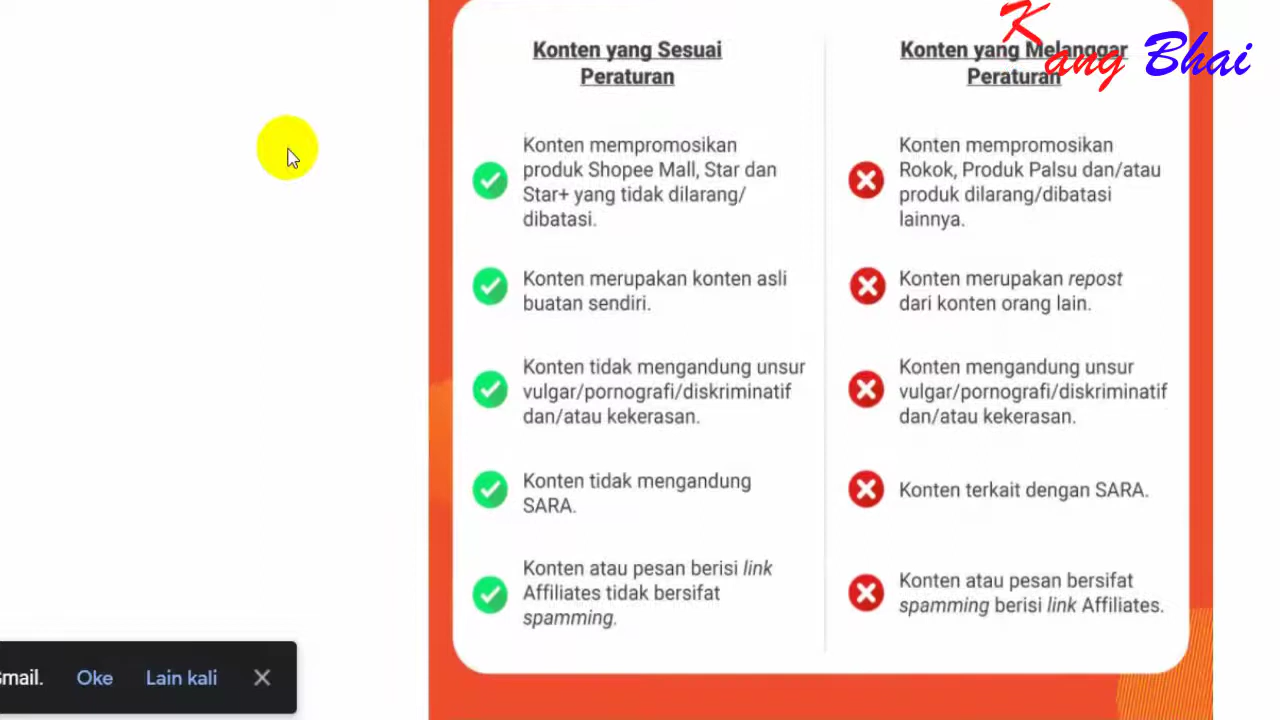 Konten yang Sesuai
Peraturan
Konten mempromosikan
produk Shopee Mall, Star dan
Star+ yang tidak dilarang/
dibatasi.
Konten merupakan konten asli
buatan sendiri.
Konten tidak mengandung unsur
vulgar/pornografi/diskriminatif
dan/atau kekerasan.
Konten tidak mengandung
SARA.
Konten atau pesan berisi link
Affiliates tidak bersifat
spamming.
Konten yang Melanggar
Peraturan
Konten mempromosikan
Rokok, Produk Palsu dan/atau
produk dilarang/dibatasi
lainnya.
Konten merupakan repost
dari konten orang lain.
Konten mengandung unsur
vulgar/pornografi/diskriminatif
dan/atau kekerasan.
Konten terkait dengan SARA.
Konten atau pesan bersifat
spamming berisi link Affiliates.
Kang Bhai
Gmail. Oke Lain kali